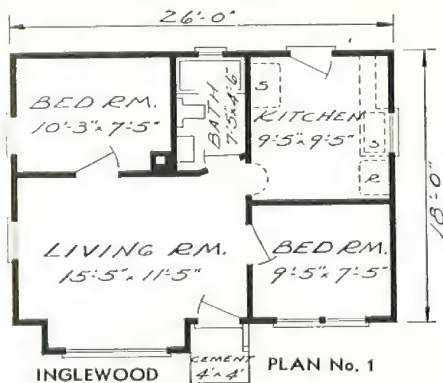 26'-0"
BED RM.
10'-3" x 7'-5"
BATH
7'-5" x 4'-6"
S
KITCHEN
9'-5" x 9'-5"
S
R
18'-0"
LIVING RM.
15'-5" x 11'-5"
BED RM.
9'-5" x 7'-5"
CEMENT
4' x 4'
INGLEWOOD
PLAN No. 1